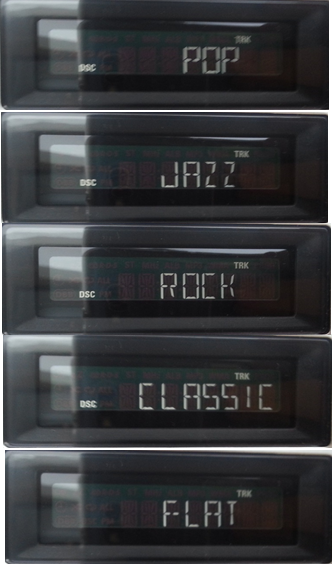 TRK
DSC POP
TRK
DSC JAZZ
TRK
DSC ROCK
TRK
DSC CLASSIC
TRK
FLAT